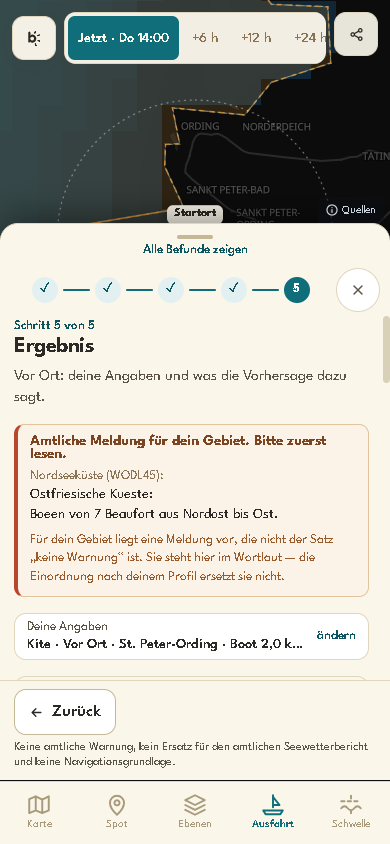 b
Jetzt · Do 14:00
+6 h
+12 h
+24 h
ORDING
NORDERDEICH
SANKT PETER-BAD
Startort
SANKT PETER-
Quellen
Alle Befunde zeigen
5
Schritt 5 von 5
Ergebnis
Vor Ort: deine Angaben und was die Vorhersage dazu
sagt.
Amtliche Meldung für dein Gebiet. Bitte zuerst
lesen.
Nordseeküste (WODL45):
Ostfriesische Kueste:
Boeen von 7 Beaufort aus Nordost bis Ost.
Für dein Gebiet liegt eine Meldung vor, die nicht der Satz
„keine Warnung“ ist. Sie steht hier im Wortlaut — die
Einordnung nach deinem Profil ersetzt sie nicht.
Deine Angaben
Kite · Vor Ort · St. Peter-Ording · Boot 2,0 k...
ändern
← Zurück
Keine amtliche Warnung, kein Ersatz für den amtlichen Seewetterbericht
und keine Navigationsgrundlage.
Karte
Spot
Ebenen
Ausfahrt
Schwelle